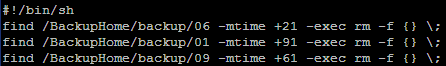 #!/bin/sh
find /BackupHome/backup/06 -mtime +21 -exec rm -f {} \;
find /BackupHome/backup/01 -mtime +91 -exec rm -f {} \;
find /BackupHome/backup/09 -mtime +61 -exec rm -f {} \;